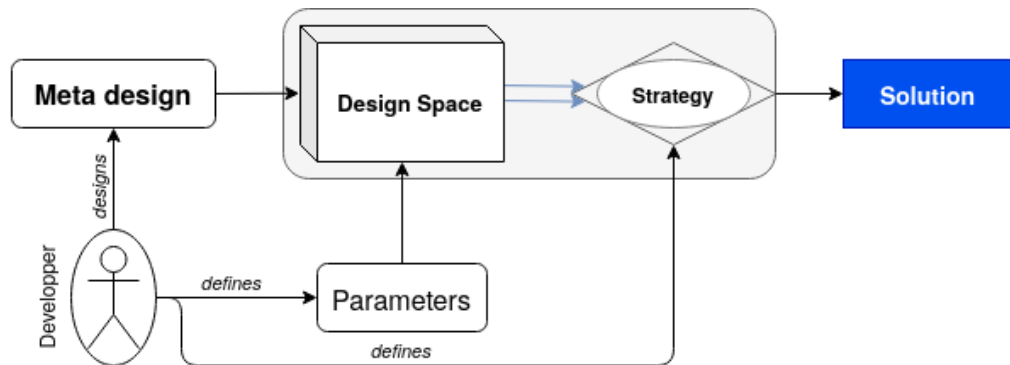 Meta design
Design Space
Strategy
Solution
designs
Developper
defines
Parameters
defines